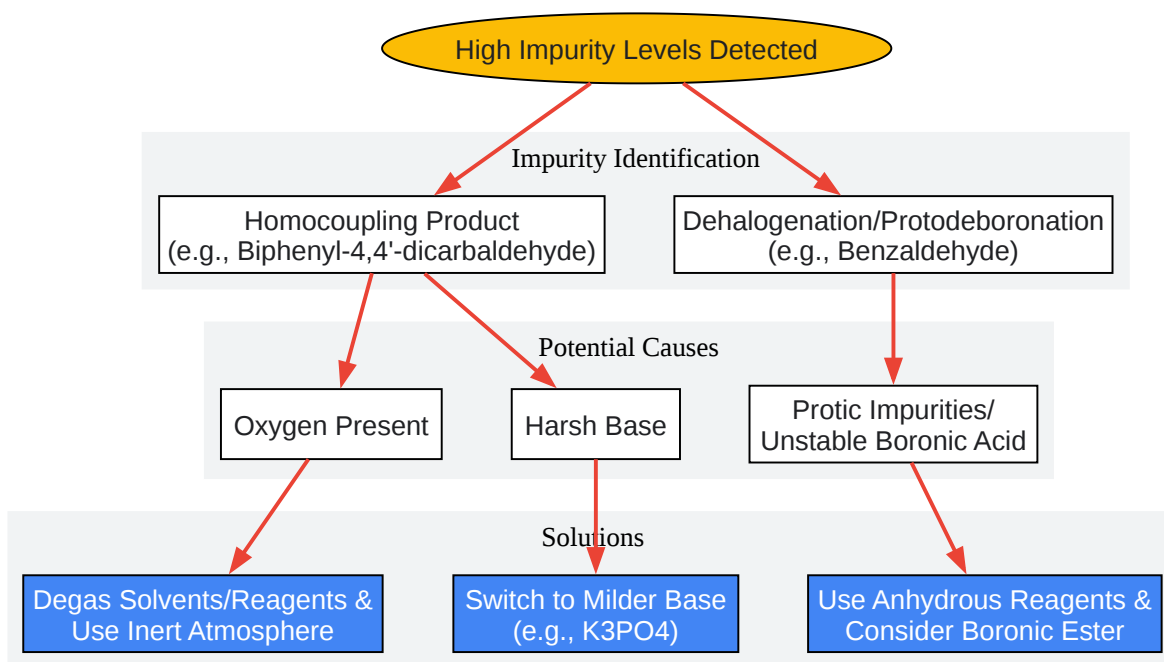 High Impurity Levels Detected
Impurity Identification
Homocoupling Product
(e.g., Biphenyl-4,4'-dicarbaldehyde)
Dehalogenation/Protodeboronation
(e.g., Benzaldehyde)
Potential Causes
Oxygen Present
Harsh Base
Protic Impurities/
Unstable Boronic Acid
Solutions
Degas Solvents/Reagents &
Use Inert Atmosphere
Switch to Milder Base
(e.g., K3PO4)
Use Anhydrous Reagents &
Consider Boronic Ester